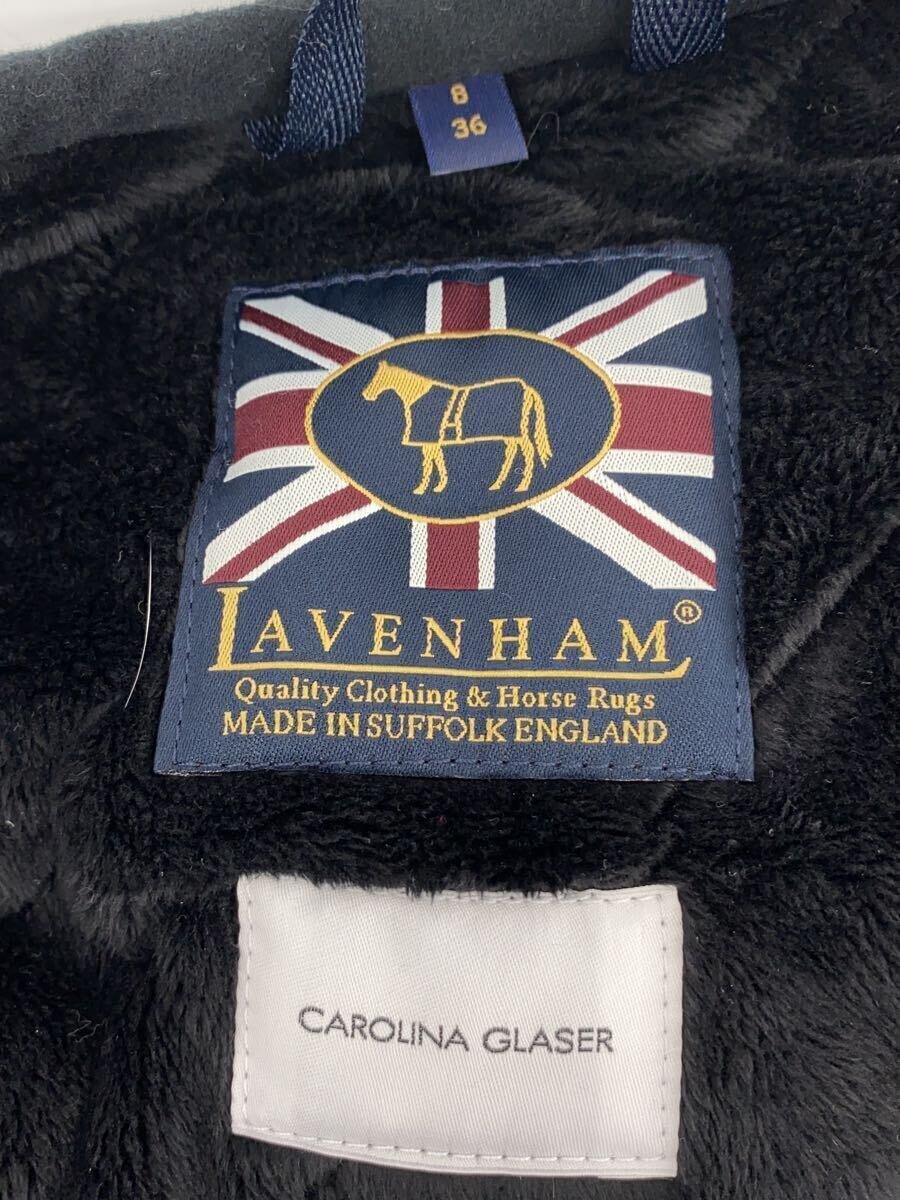 8
36
LAVENHAM®
Quality Clothing & Horse Rugs
MADE IN SUFFOLK ENGLAND
CAROLINA GLASER